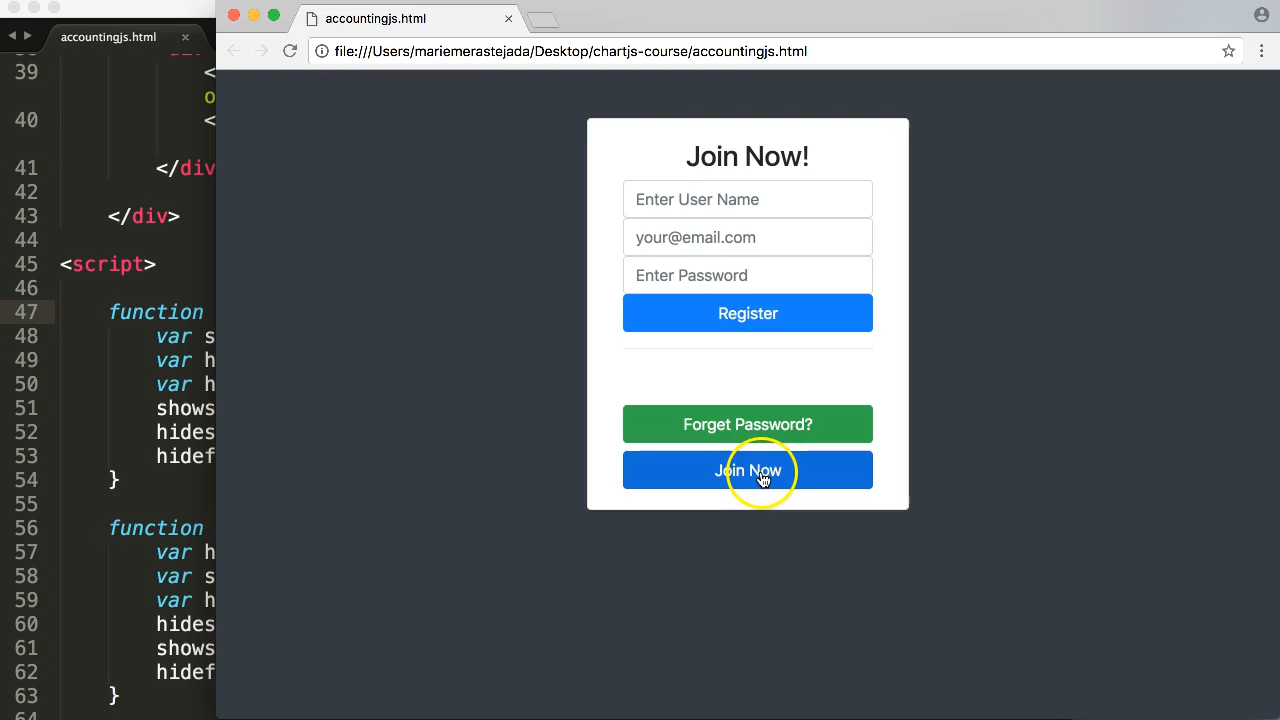 accountingjs.html
39 <
o
40 <
41 </div
42
43 </div>
44
45 <script>
46
47 function
48 var s
49 var h
50 var h
51 shows
52 hides
53 hidef
54 }
55
56 function
57 var h
58 var s
59 var h
60 hides
61 shows
62 hidef
63 }
64
accountingjs.html
file:///Users/mariemerastejada/Desktop/chartjs-course/accountingjs.html
Join Now!
Enter User Name
your@email.com
Enter Password
Register
Forget Password?
Join Now